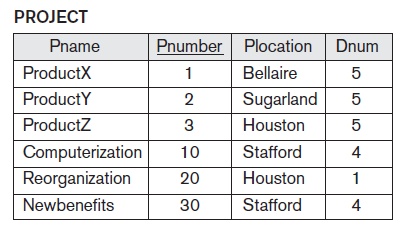 PROJECT
Pname Pnumber Plocation Dnum
ProductX 1 Bellaire 5
ProductY 2 Sugarland 5
ProductZ 3 Houston 5
Computerization 10 Stafford 4
Reorganization 20 Houston 1
Newbenefits 30 Stafford 4